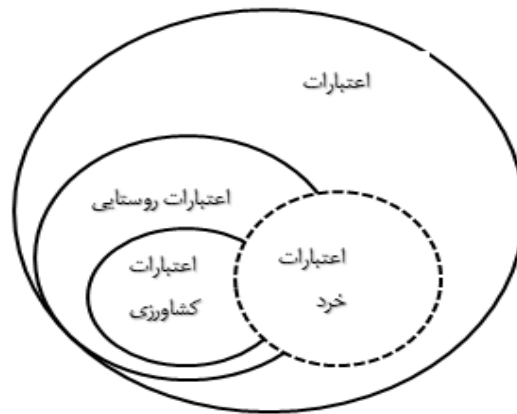 اعتبارات
اعتبارات روستایی
اعتبارات
کشاورزی
اعتبارات
خرد